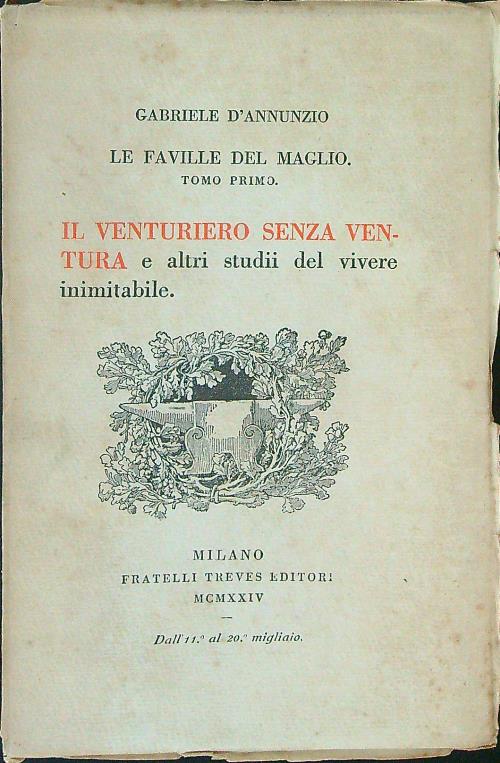 GABRIELE D'ANNUNZIO
LE FAVILLE DEL MAGLIO.
TOMO PRIMO.
IL VENTURIERO SENZA VEN-
TURA e altri studii del vivere
inimitabile.
MILANO
FRATELLI TREVES EDITORI
MCMXXIV
Dall'11.º al 20.º migliaio.